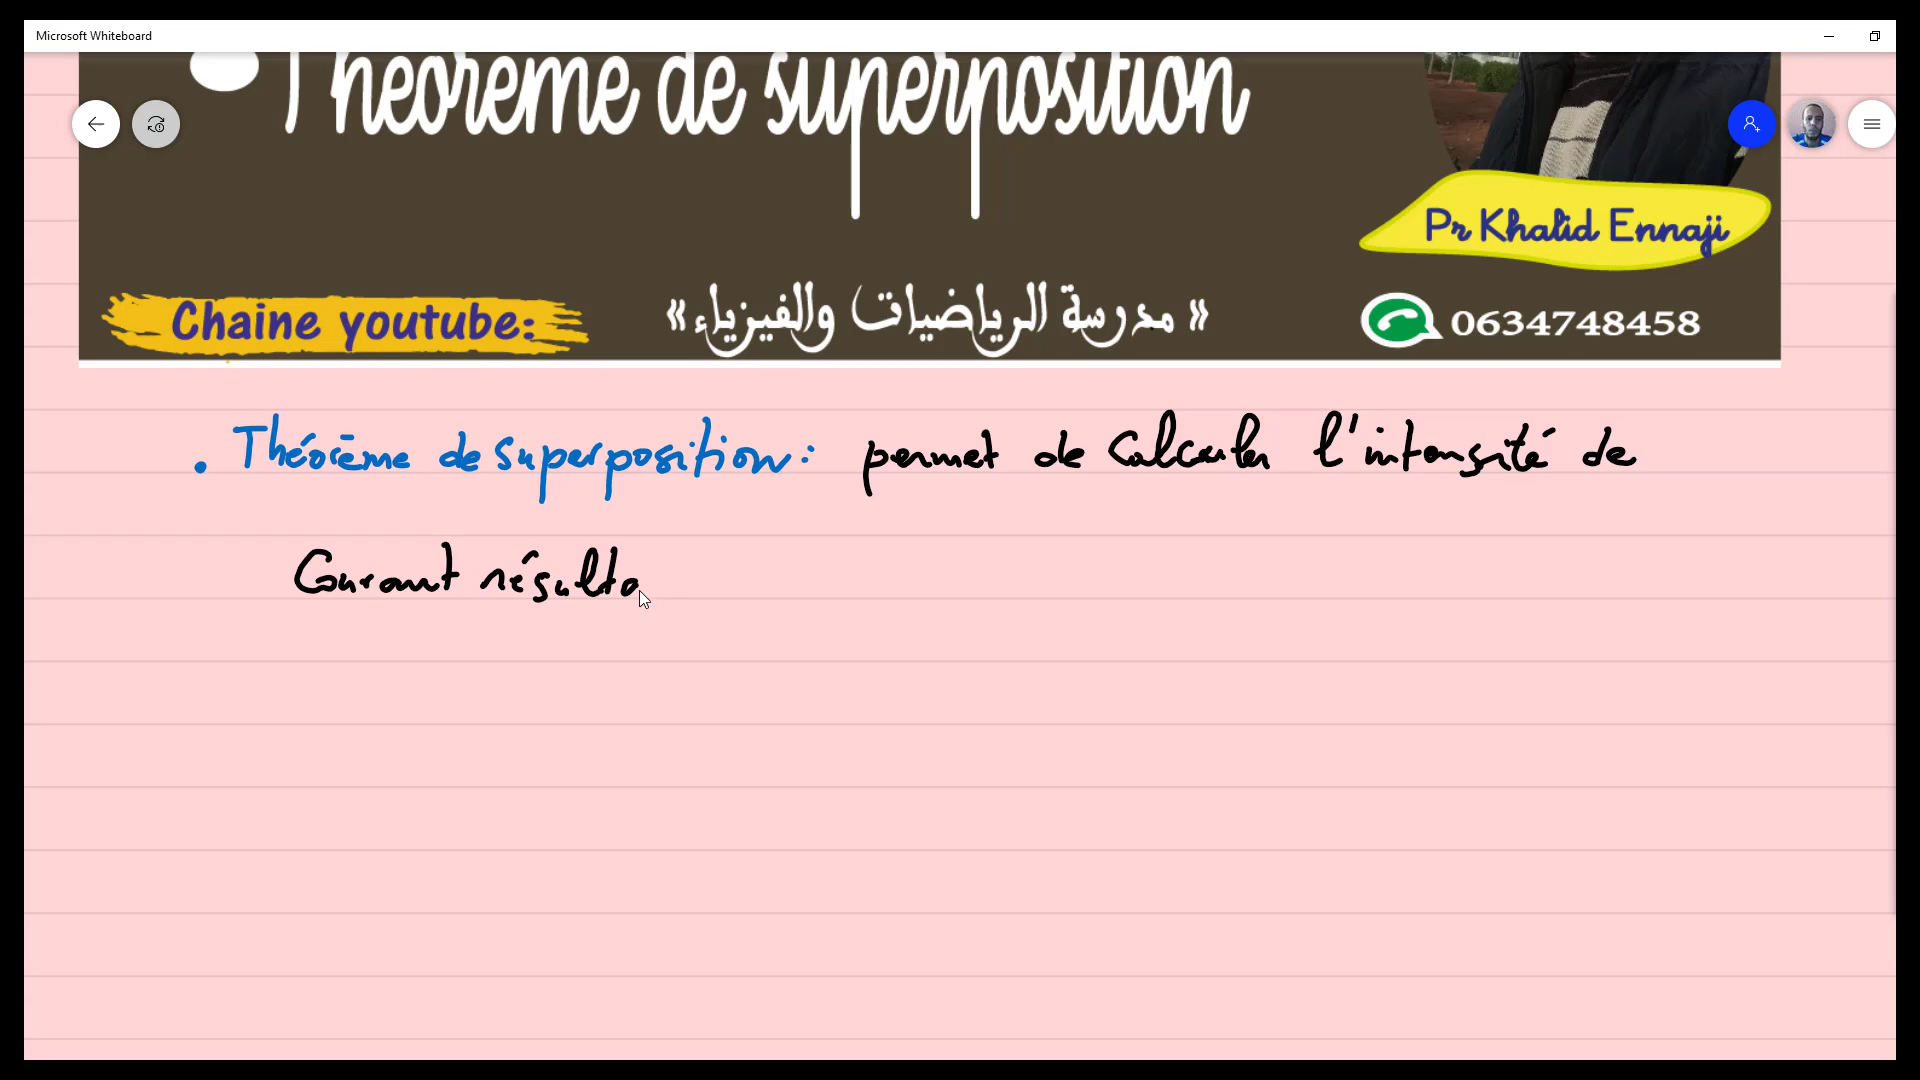 Microsoft Whiteboard
• Théorème de superposition
Pr Khalid Ennaji
Chaine youtube:
« مدرسة الرياضيات والفيزياء »
0634748458
. Théorème de superposition: permet de Calculer l'intensité de
Courant résulta